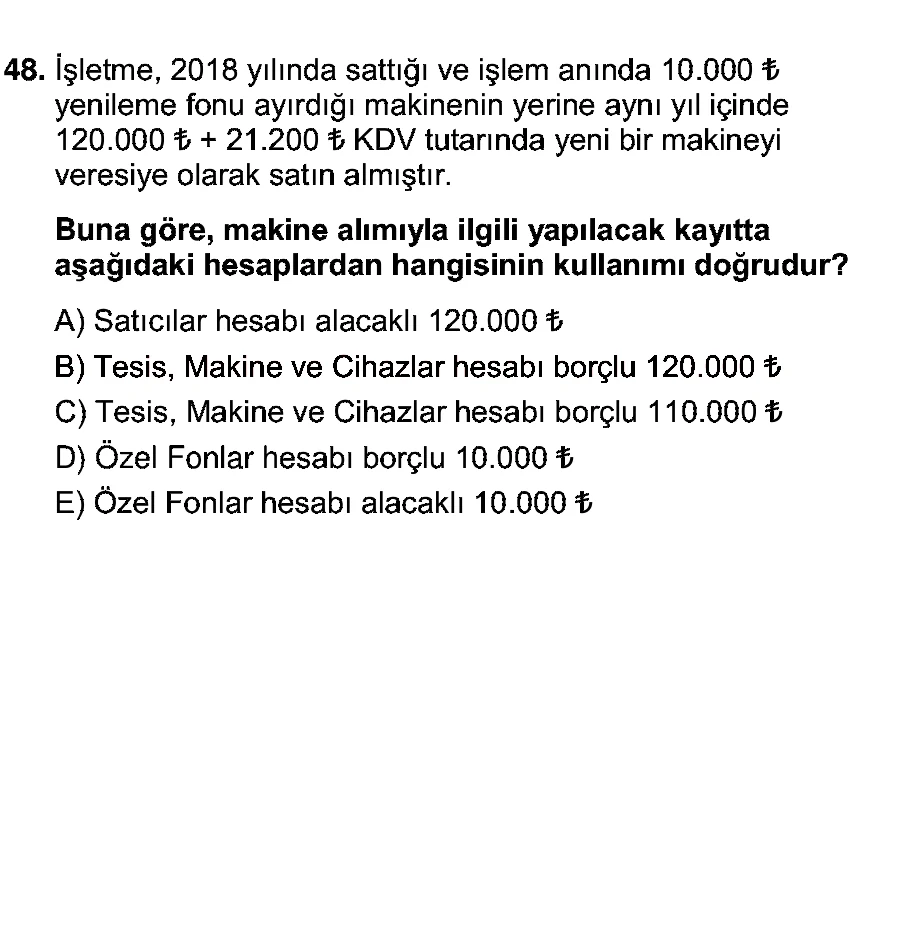 48. İşletme, 2018 yılında sattığı ve işlem anında 10.000 ₺
yenileme fonu ayırdığı makinenin yerine aynı yıl içinde
120.000 ₺ + 21.200 ₺ KDV tutarında yeni bir makineyi
veresiye olarak satın almıştır.
Buna göre, makine alımıyla ilgili yapılacak kayıtta
aşağıdaki hesaplardan hangisinin kullanımı doğrudur?
A) Satıcılar hesabı alacaklı 120.000 ₺
B) Tesis, Makine ve Cihazlar hesabı borçlu 120.000 ₺
C) Tesis, Makine ve Cihazlar hesabı borçlu 110.000 ₺
D) Özel Fonlar hesabı borçlu 10.000 ₺
E) Özel Fonlar hesabı alacaklı 10.000 ₺